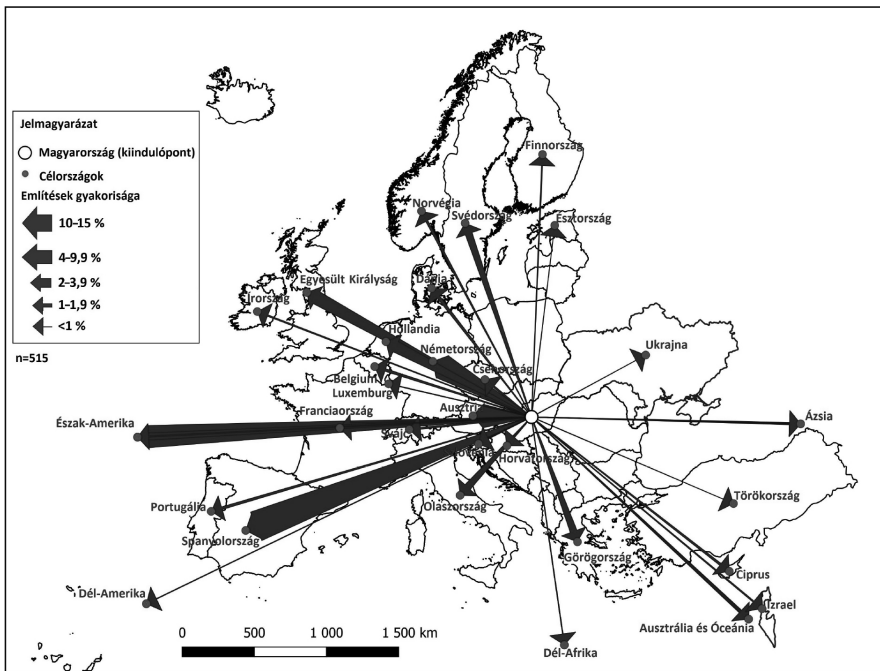 Jelmagyarázat
Magyarország (kiindulópont)
Célországok
Említések gyakorisága
10–15 %
4–9,9 %
2–3,9 %
1–1,9 %
<1 %
n=515
Finnország
Norvégia
Svédország
Észtország
Dánia
Egyesült Királyság
Írország
Hollandia
Németország
Ukrajna
Csehország
Belgium
Luxemburg
Franciaország
Észak-Amerika
Ázsia
Horvátország
Olaszország
Portugália
Törökország
Spanyolország
Görögország
Ciprus
Dél-Amerika
Izrael
Ausztrália és Óceánia
Dél-Afrika
0 500 1 000 1 500 km